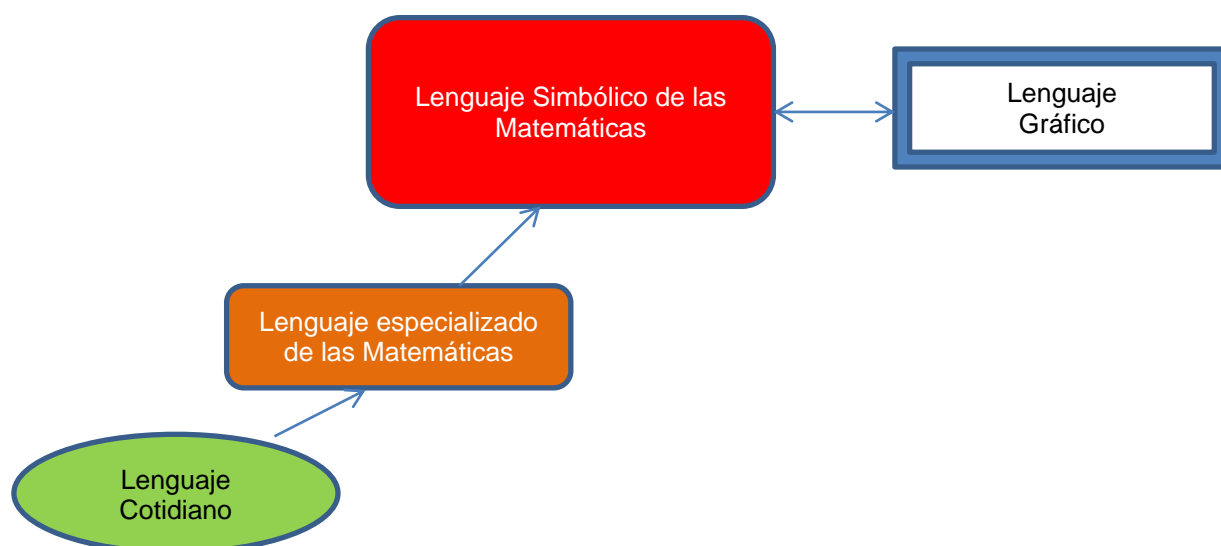 Lenguaje Simbólico de las
Matemáticas
Lenguaje
Gráfico
Lenguaje especializado
de las Matemáticas
Lenguaje
Cotidiano